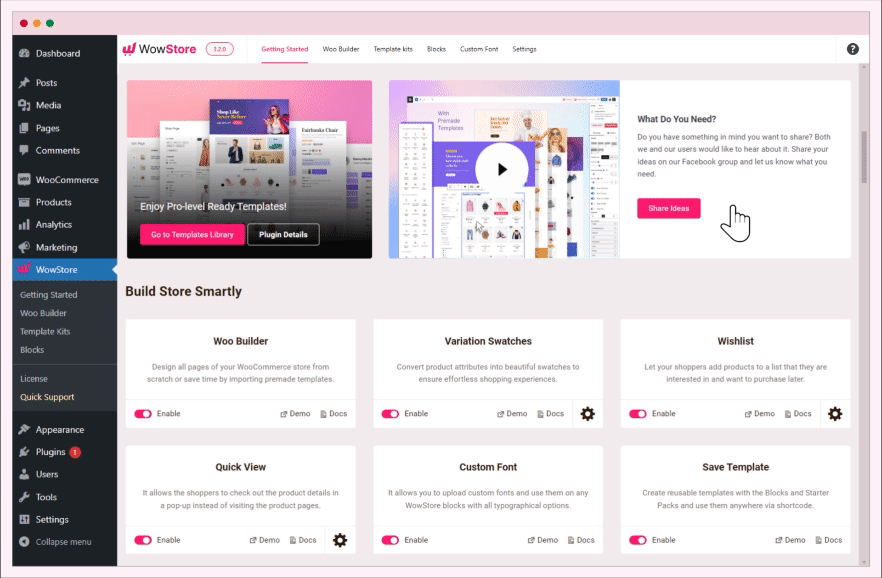 WowStore
3.2.0
Getting Started
Woo Builder
Template kits
Blocks
Custom Font
Settings
?
Dashboard
Posts
Media
Pages
Comments
WooCommerce
Products
Analytics
Marketing
WowStore
Getting Started
Woo Builder
Template Kits
Blocks
License
Quick Support
Appearance
Plugins 1
Users
Tools
Settings
Collapse menu
Shop Like
Never Before
Fairbanks Chair
Enjoy Pro-level Ready Templates!
Go to Templates Library
Plugin Details
With
Premade
Templates
What Do You Need?
Do you have something in mind you want to share? Both
we and our users would like to hear about it. Share your
ideas on our Facebook group and let us know what you
need.
Share Ideas
Build Store Smartly
Woo Builder
Design all pages of your WooCommerce store from
scratch or save time by importing premade templates.
Enable Demo Docs
Variation Swatches
Convert product attributes into beautiful swatches to
ensure effortless shopping experiences.
Enable Demo Docs
Wishlist
Let your shoppers add products to a list that they are
interested in and want to purchase later.
Enable Demo Docs
Quick View
It allows the shoppers to check out the product details in
a pop-up instead of visiting the product pages.
Enable Demo Docs
Custom Font
It allows you to upload custom fonts and use them on any
WowStore blocks with all typographical options.
Enable Demo Docs
Save Template
Create reusable templates with the Blocks and Starter
Packs and use them anywhere via shortcode.
Enable Demo Docs